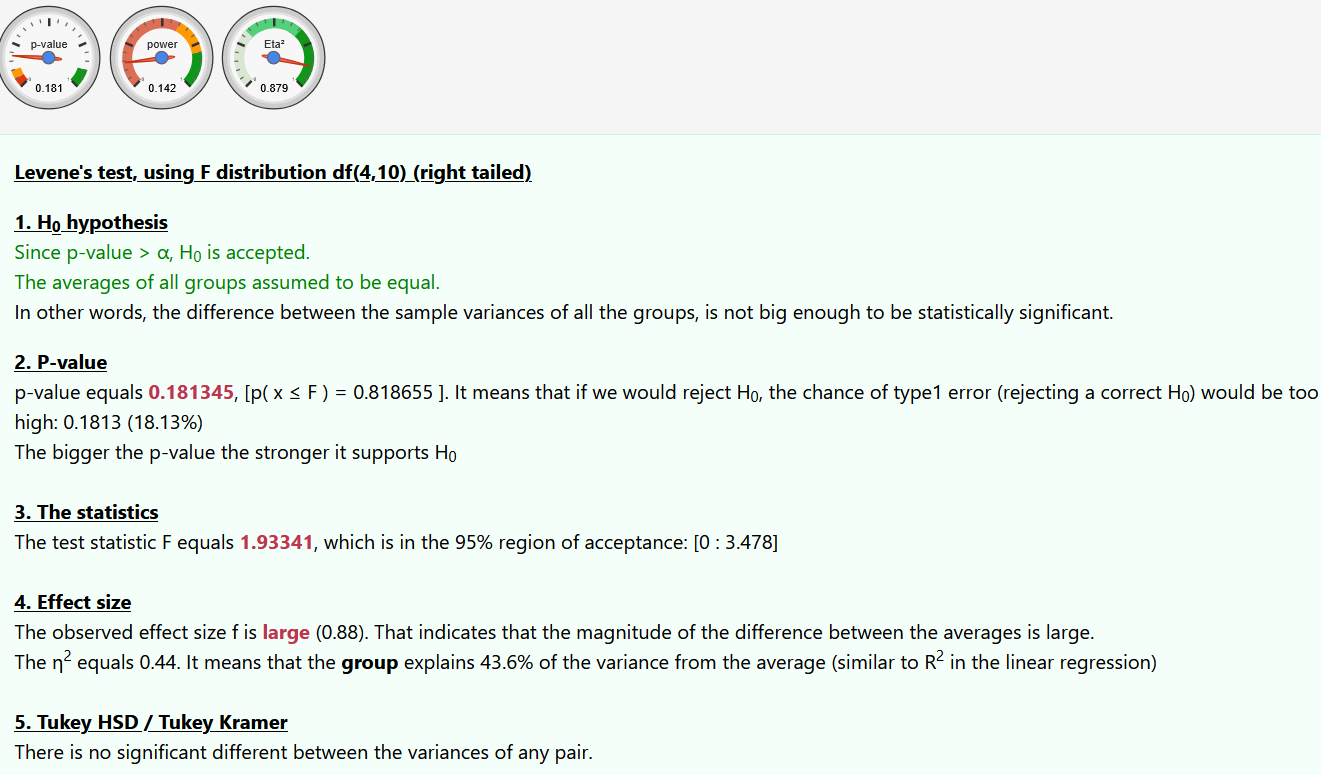 p-value
power
Eta²
0.181
0.142
0.879
Levene's test, using F distribution df(4,10) (right tailed)
1. H₀ hypothesis
Since p-value > α, H₀ is accepted.
The averages of all groups assumed to be equal.
In other words, the difference between the sample variances of all the groups, is not big enough to be statistically significant.
2. P-value
p-value equals 0.181345, [p( x ≤ F ) = 0.818655 ]. It means that if we would reject H₀, the chance of type1 error (rejecting a correct H₀) would be too
high: 0.1813 (18.13%)
The bigger the p-value the stronger it supports H₀
3. The statistics
The test statistic F equals 1.93341, which is in the 95% region of acceptance: [0 : 3.478]
4. Effect size
The observed effect size f is large (0.88). That indicates that the magnitude of the difference between the averages is large.
The η² equals 0.44. It means that the group explains 43.6% of the variance from the average (similar to R² in the linear regression)
5. Tukey HSD / Tukey Kramer
There is no significant different between the variances of any pair.